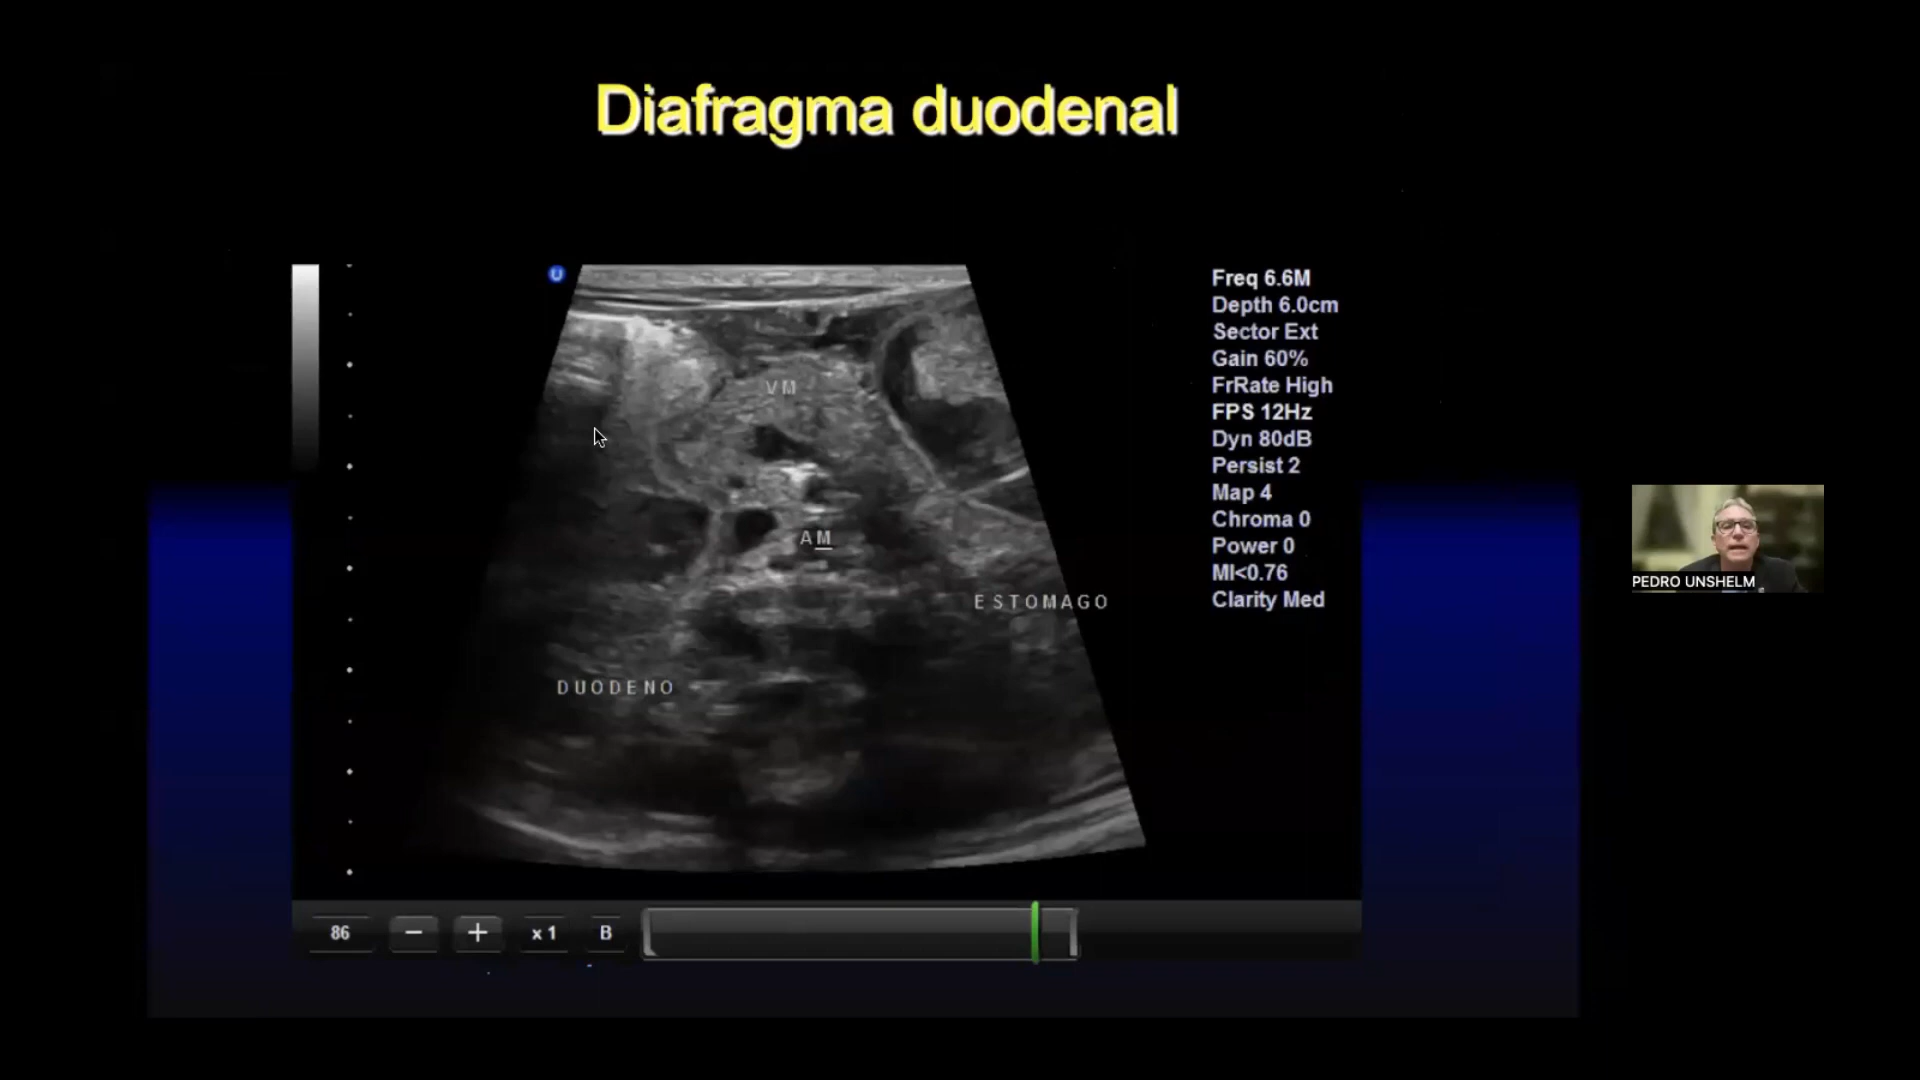 Diafragma duodenal
U
VM
AM
ESTOMAGO
DUODENO
Freq 6.6M
Depth 6.0cm
Sector Ext
Gain 60%
FrRate High
FPS 12Hz
Dyn 80dB
Persist 2
Map 4
Chroma 0
Power 0
MI<0.76
Clarity Med
PEDRO UNSHELM
86 − + x 1 B